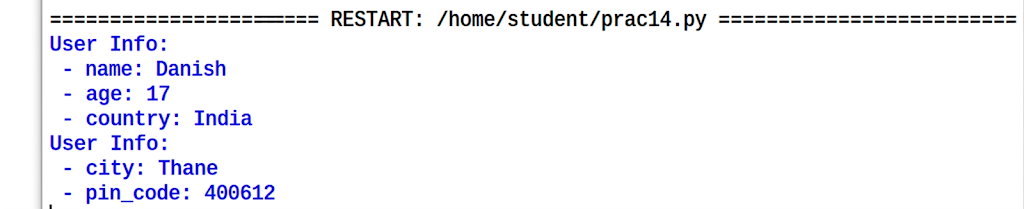 ====================== RESTART: /home/student/prac14.py =========================
User Info:
 - name: Danish
 - age: 17
 - country: India
User Info:
 - city: Thane
 - pin_code: 400612